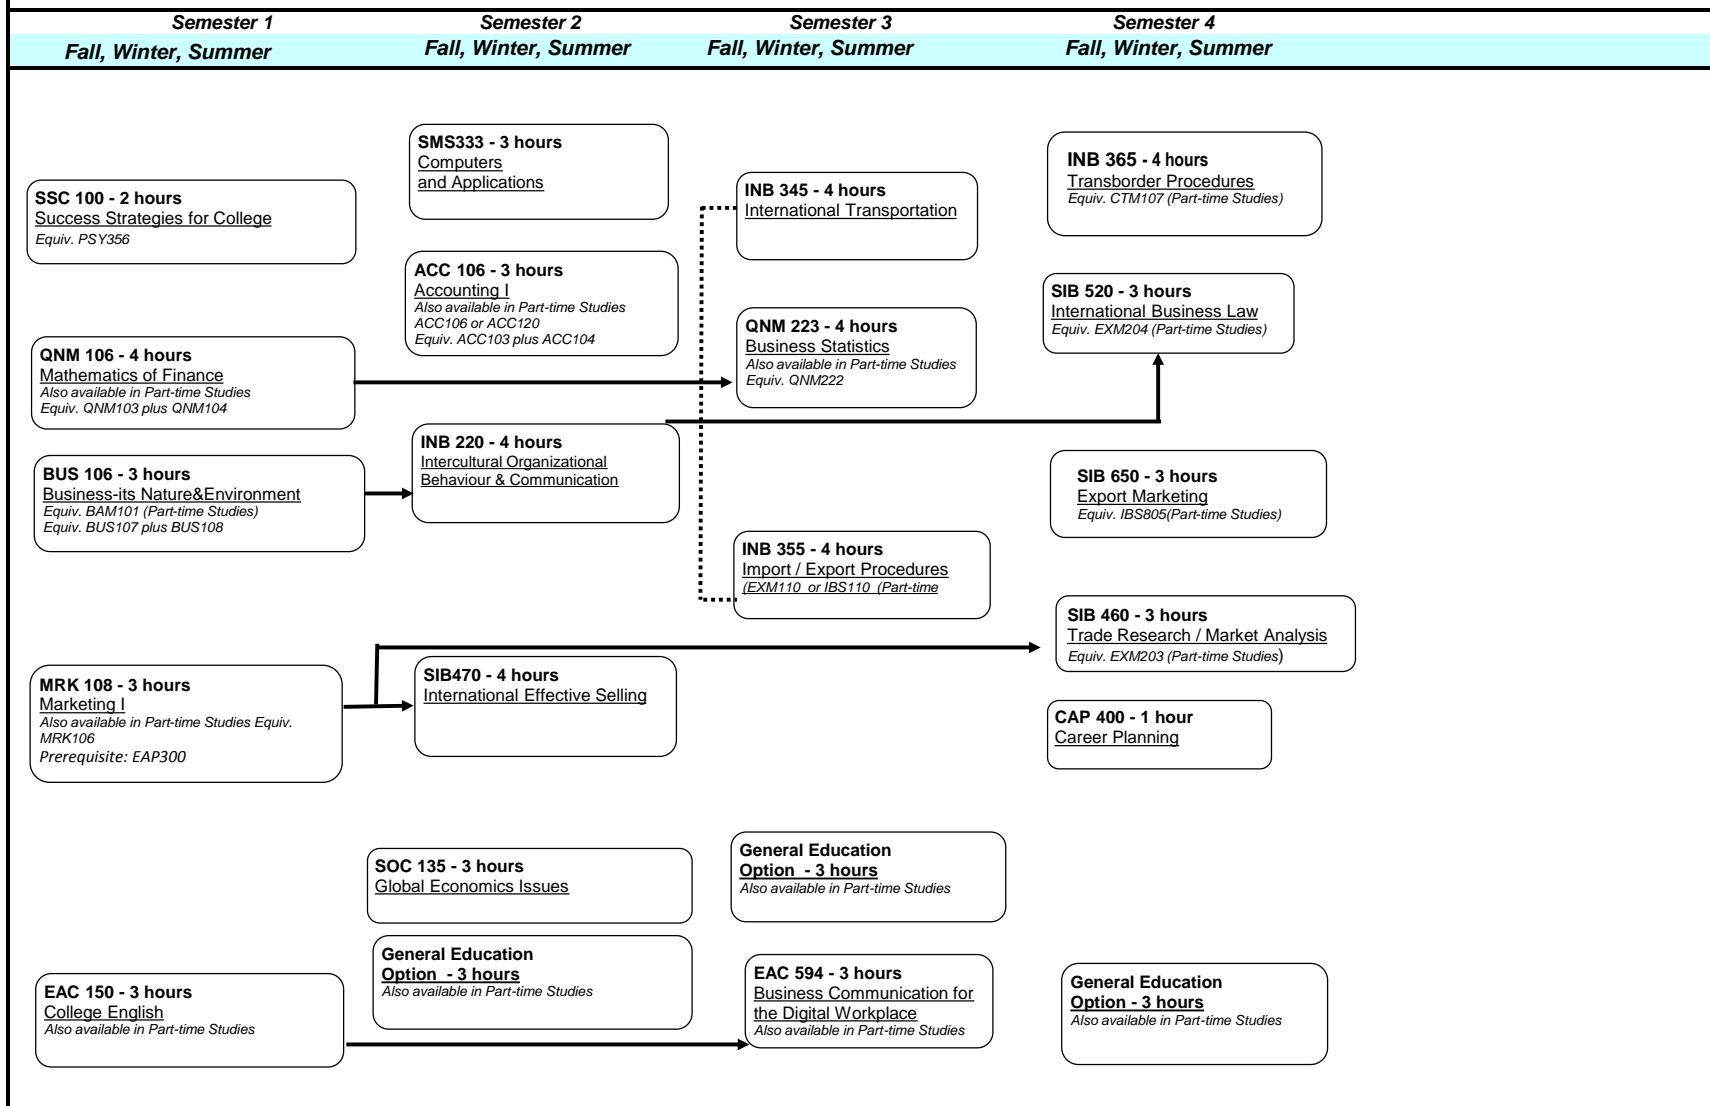 Semester 1
Semester 2
Semester 3
Semester 4
Fall, Winter, Summer
Fall, Winter, Summer
Fall, Winter, Summer
Fall, Winter, Summer
SSC 100 - 2 hours
Success Strategies for College
Equiv. PSY356
QNM 106 - 4 hours
Mathematics of Finance
Also available in Part-time Studies
Equiv. QNM103 plus QNM104
BUS 106 - 3 hours
Business-its Nature&Environment
Equiv. BAM101 (Part-time Studies)
Equiv. BUS107 plus BUS108
MRK 108 - 3 hours
Marketing I
Also available in Part-time Studies Equiv.
MRK106
Prerequisite: EAP300
EAC 150 - 3 hours
College English
Also available in Part-time Studies
SMS333 - 3 hours
Computers
and Applications
ACC 106 - 3 hours
Accounting I
Also available in Part-time Studies
ACC106 or ACC120
Equiv. ACC103 plus ACC104
INB 220 - 4 hours
Intercultural Organizational
Behaviour & Communication
SIB470 - 4 hours
International Effective Selling
SOC 135 - 3 hours
Global Economics Issues
General Education
Option - 3 hours
Also available in Part-time Studies
INB 345 - 4 hours
International Transportation
QNM 223 - 4 hours
Business Statistics
Also available in Part-time Studies
Equiv. QNM222
INB 355 - 4 hours
Import / Export Procedures
(EXM110 or IBS110 (Part-time
General Education
Option - 3 hours
Also available in Part-time Studies
EAC 594 - 3 hours
Business Communication for
the Digital Workplace
Also available in Part-time Studies
INB 365 - 4 hours
Transborder Procedures
Equiv. CTM107 (Part-time Studies)
SIB 520 - 3 hours
International Business Law
Equiv. EXM204 (Part-time Studies)
SIB 650 - 3 hours
Export Marketing
Equiv. IBS805(Part-time Studies)
SIB 460 - 3 hours
Trade Research / Market Analysis
Equiv. EXM203 (Part-time Studies)
CAP 400 - 1 hour
Career Planning
General Education
Option - 3 hours
Also available in Part-time Studies